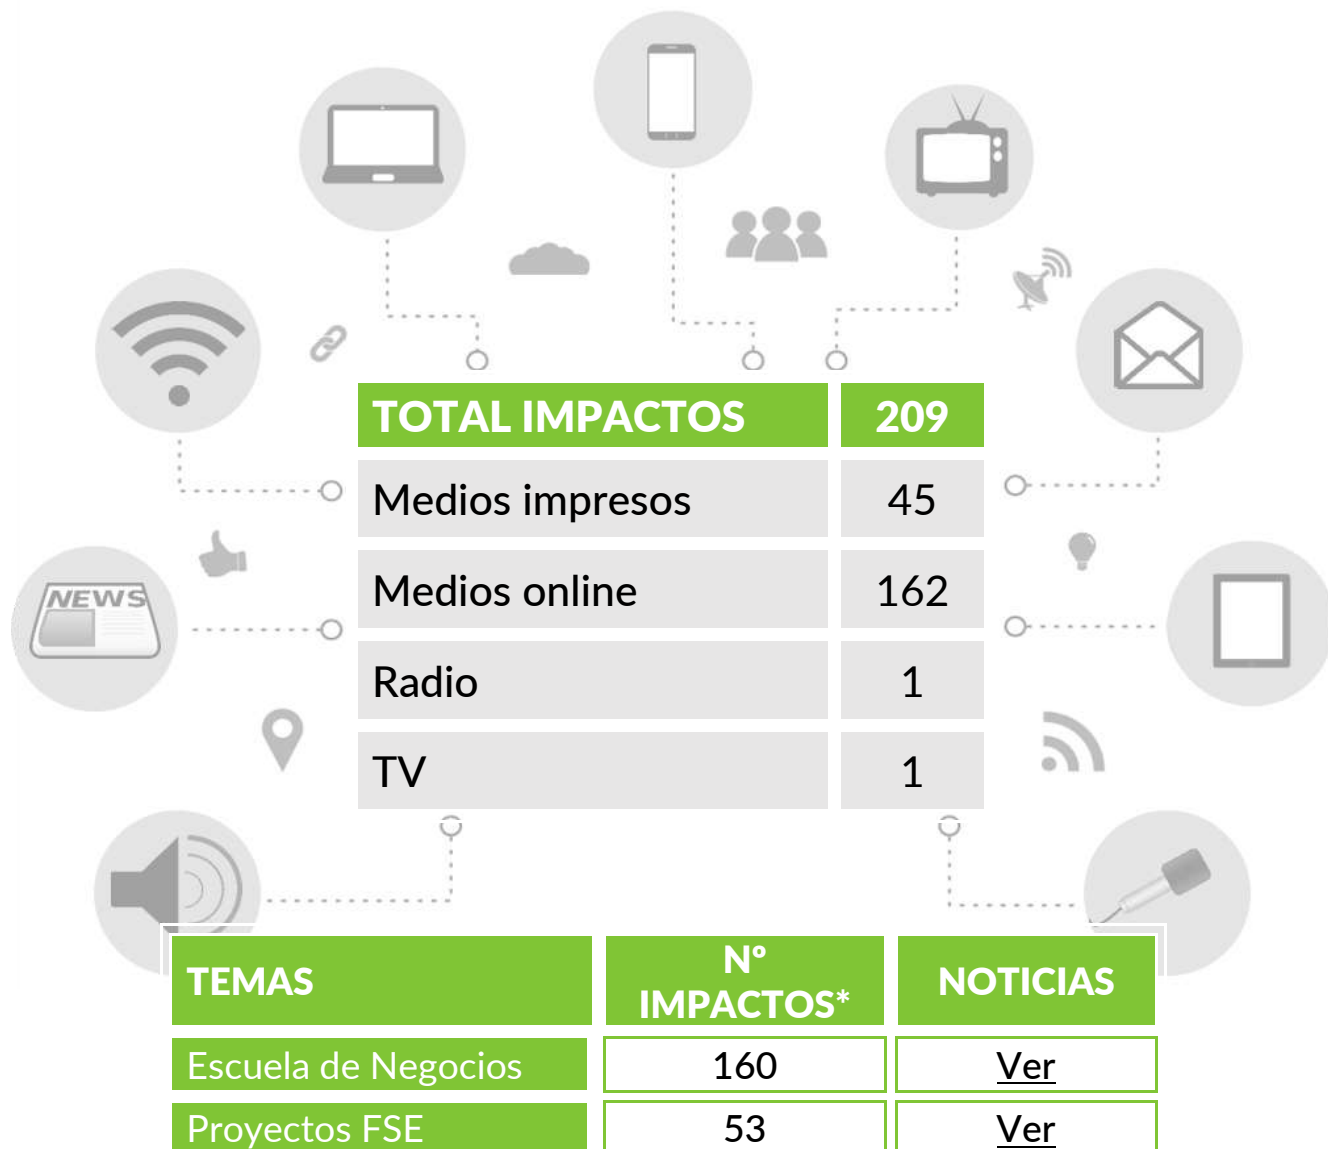 TOTAL IMPACTOS 209
Medios impresos 45
Medios online 162
Radio 1
TV 1
NEWS
TEMAS Nº IMPACTOS* NOTICIAS
Escuela de Negocios 160 Ver
Proyectos FSE 53 Ver